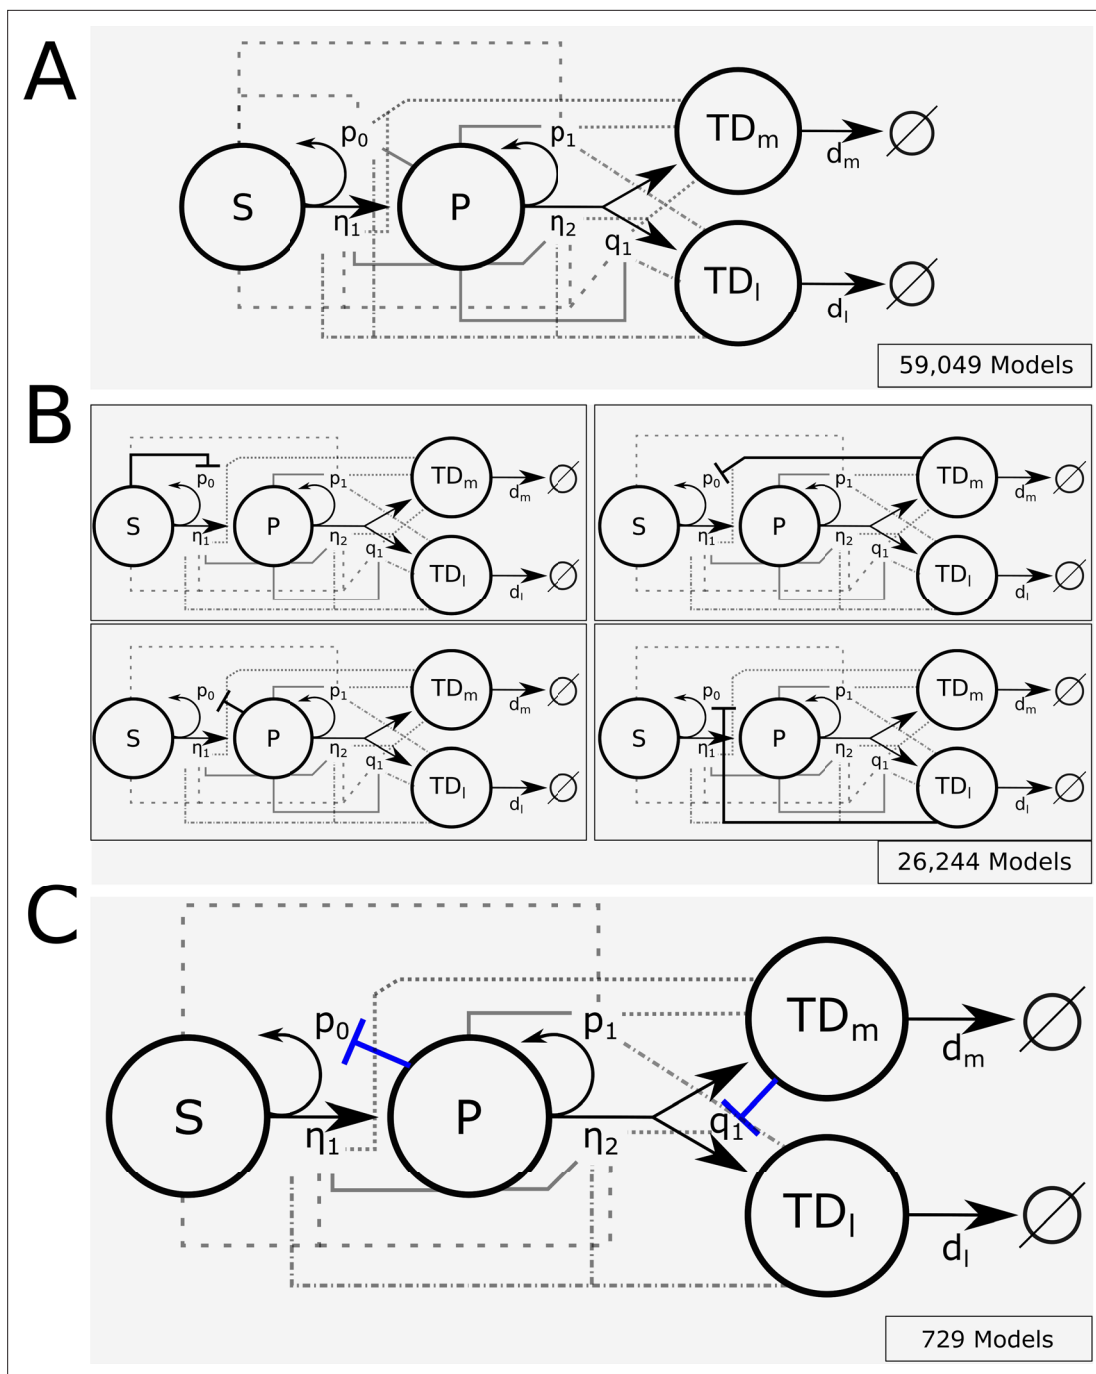 A
p₀
p₁
TDₘ
dₘ
S
P
η₁
η₂
q₁
TDₗ
dₗ
59,049 Models
B
p₀
p₁
TDₘ
dₘ
S
P
η₁
η₂
q₁
TDₗ
dₗ
p₀
p₁
TDₘ
dₘ
S
P
η₁
η₂
q₁
TDₗ
dₗ
p₀
p₁
TDₘ
dₘ
S
P
η₁
η₂
q₁
TDₗ
dₗ
p₀
p₁
TDₘ
dₘ
S
P
η₁
η₂
q₁
TDₗ
dₗ
26,244 Models
C
p₀
p₁
TDₘ
dₘ
S
P
η₁
η₂
q₁
TDₗ
dₗ
729 Models